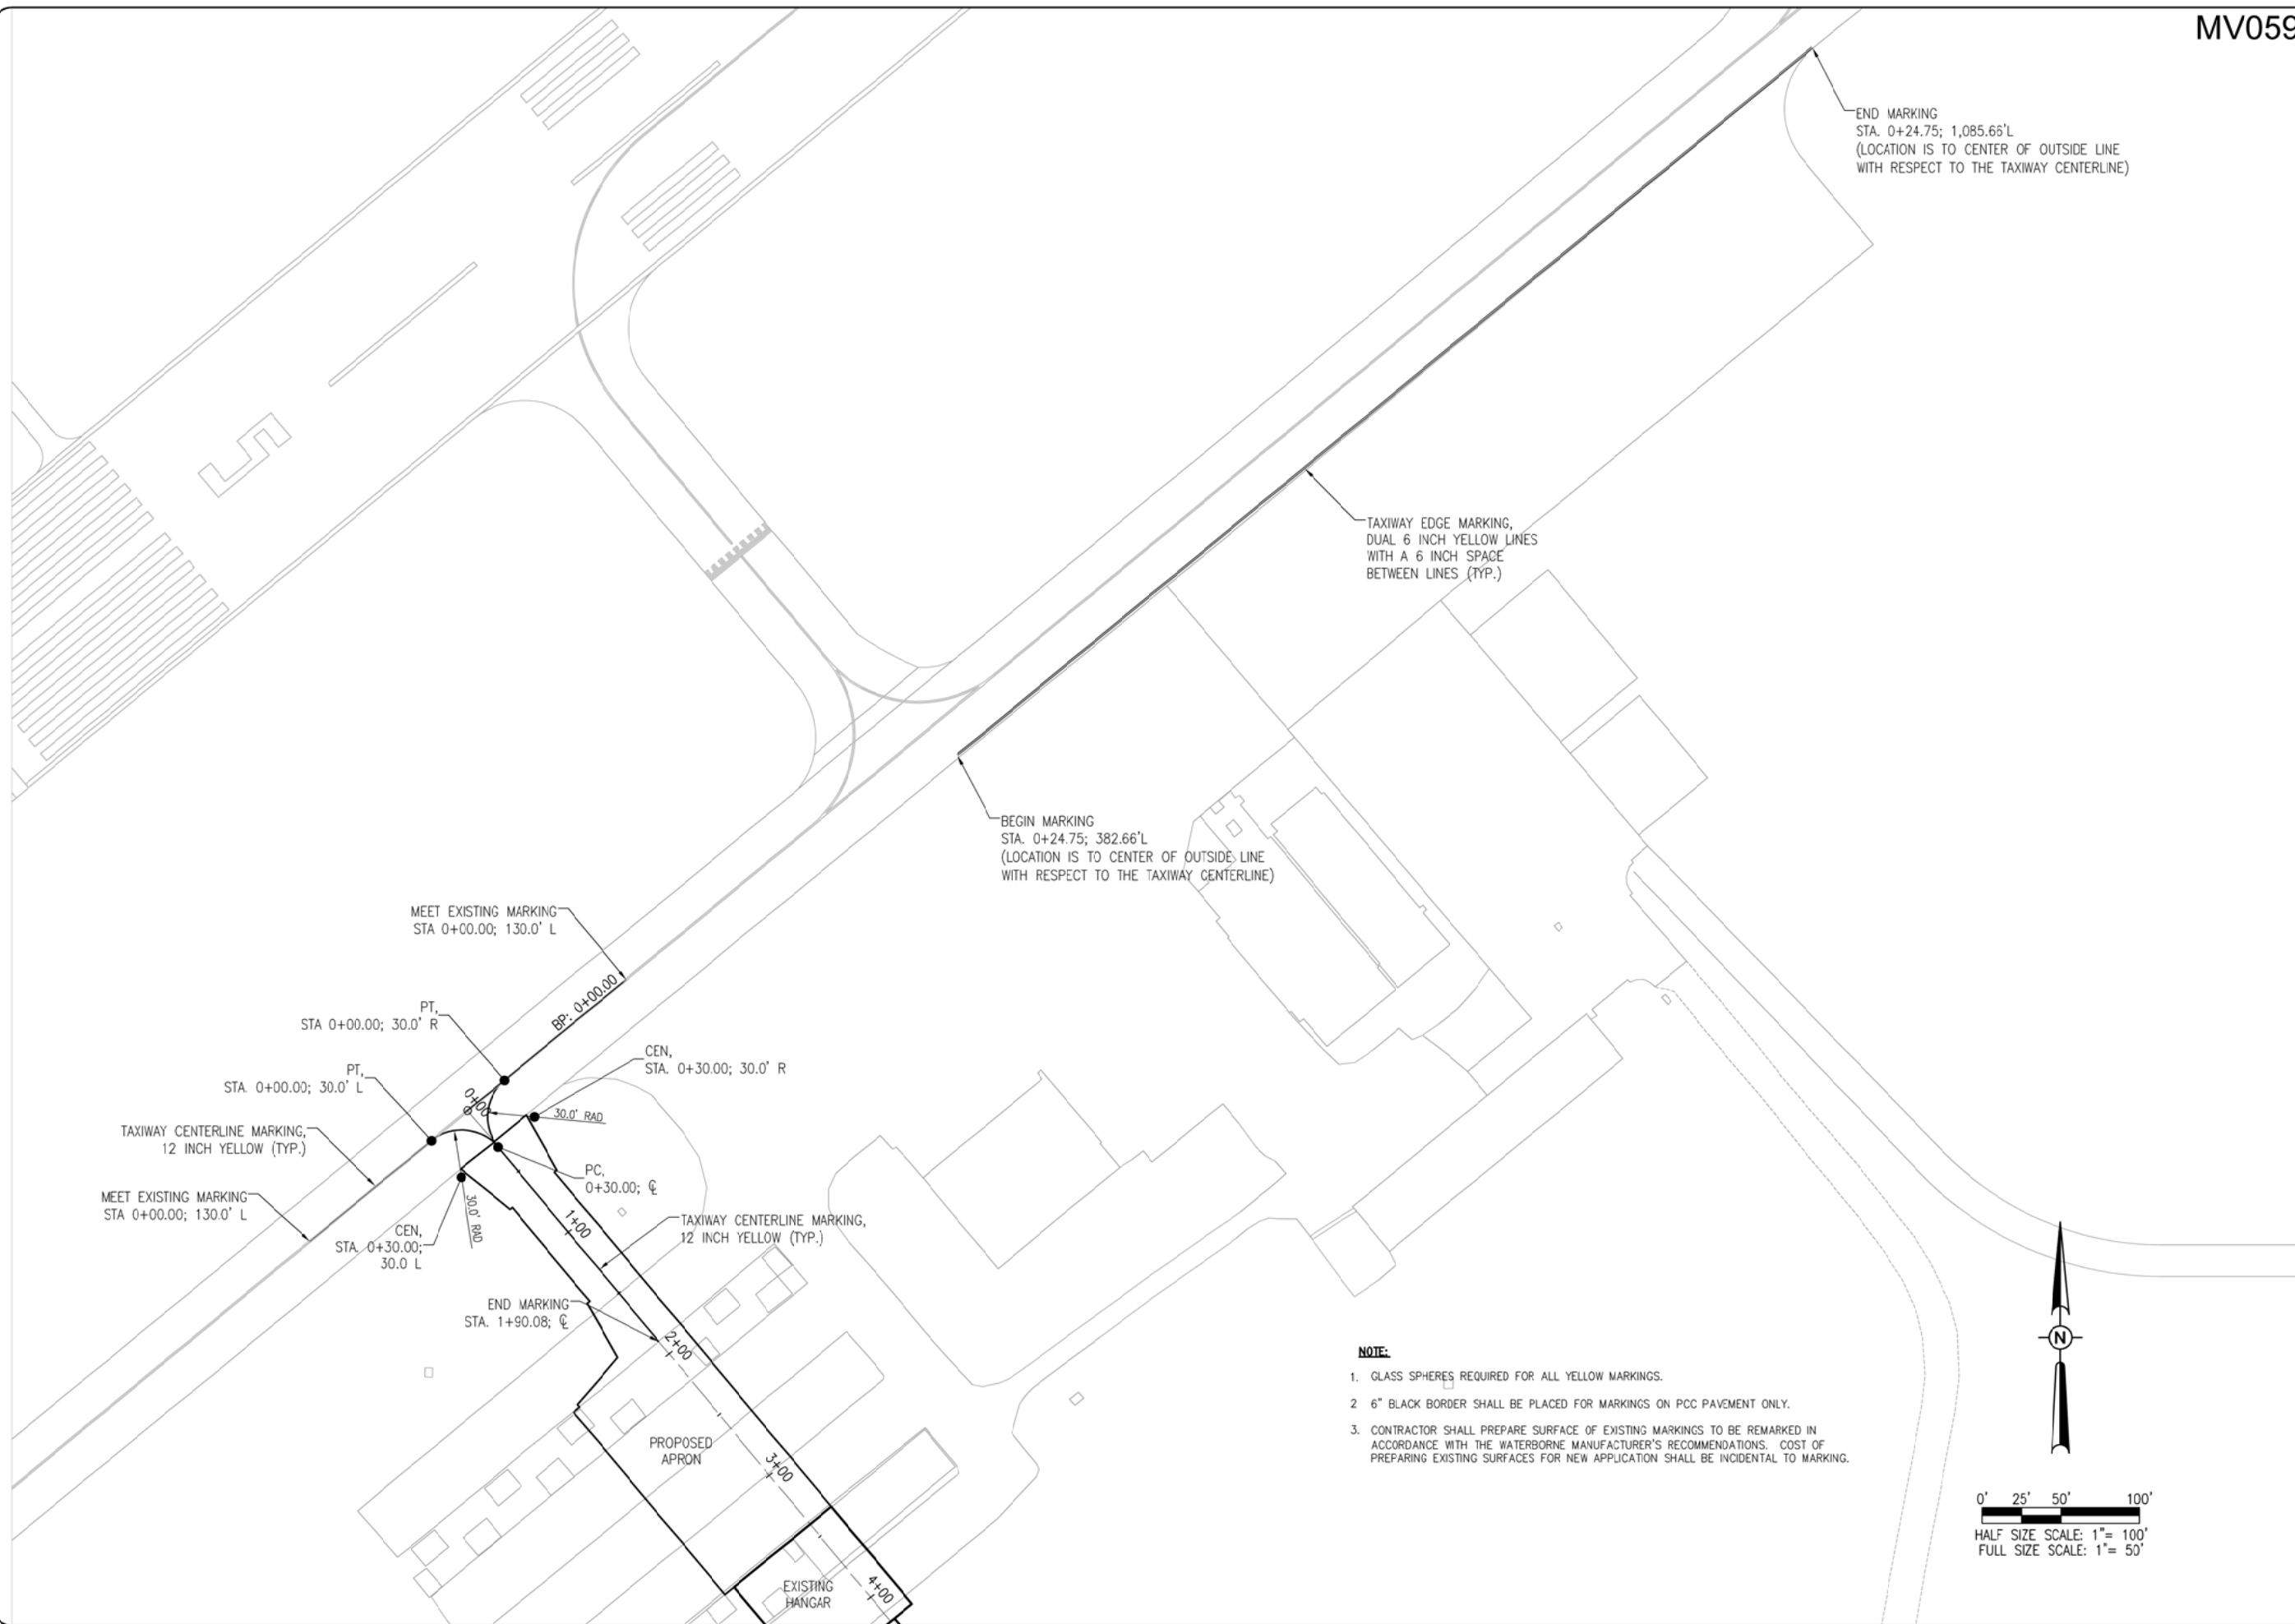 MV059
END MARKING
STA. 0+24.75; 1,085.66'L
(LOCATION IS TO CENTER OF OUTSIDE LINE
WITH RESPECT TO THE TAXIWAY CENTERLINE)
TAXIWAY EDGE MARKING,
DUAL 6 INCH YELLOW LINES
WITH A 6 INCH SPACE
BETWEEN LINES (TYP.)
BEGIN MARKING
STA. 0+24.75; 382.66'L
(LOCATION IS TO CENTER OF OUTSIDE LINE
WITH RESPECT TO THE TAXIWAY CENTERLINE)
MEET EXISTING MARKING
STA 0+00.00; 130.0' L
BP: 0+00.00
PT,
STA 0+00.00; 30.0' R
CEN,
STA. 0+30.00; 30.0' R
PT,
STA. 0+00.00; 30.0' L
0+00
30.0' RAD
TAXIWAY CENTERLINE MARKING,
12 INCH YELLOW (TYP.)
PC,
0+30.00; ℄
MEET EXISTING MARKING
STA 0+00.00; 130.0' L
30.0' RAD
CEN,
STA. 0+30.00;
30.0 L
1+00
TAXIWAY CENTERLINE MARKING,
12 INCH YELLOW (TYP.)
END MARKING
STA. 1+90.08; ℄
2+00
PROPOSED
APRON
3+00
EXISTING
HANGAR
4+00
NOTE:
1. GLASS SPHERES REQUIRED FOR ALL YELLOW MARKINGS.
2 6" BLACK BORDER SHALL BE PLACED FOR MARKINGS ON PCC PAVEMENT ONLY.
3. CONTRACTOR SHALL PREPARE SURFACE OF EXISTING MARKINGS TO BE REMARKED IN
ACCORDANCE WITH THE WATERBORNE MANUFACTURER'S RECOMMENDATIONS. COST OF
PREPARING EXISTING SURFACES FOR NEW APPLICATION SHALL BE INCIDENTAL TO MARKING.
N
0' 25' 50' 100'
HALF SIZE SCALE: 1"= 100'
FULL SIZE SCALE: 1"= 50'